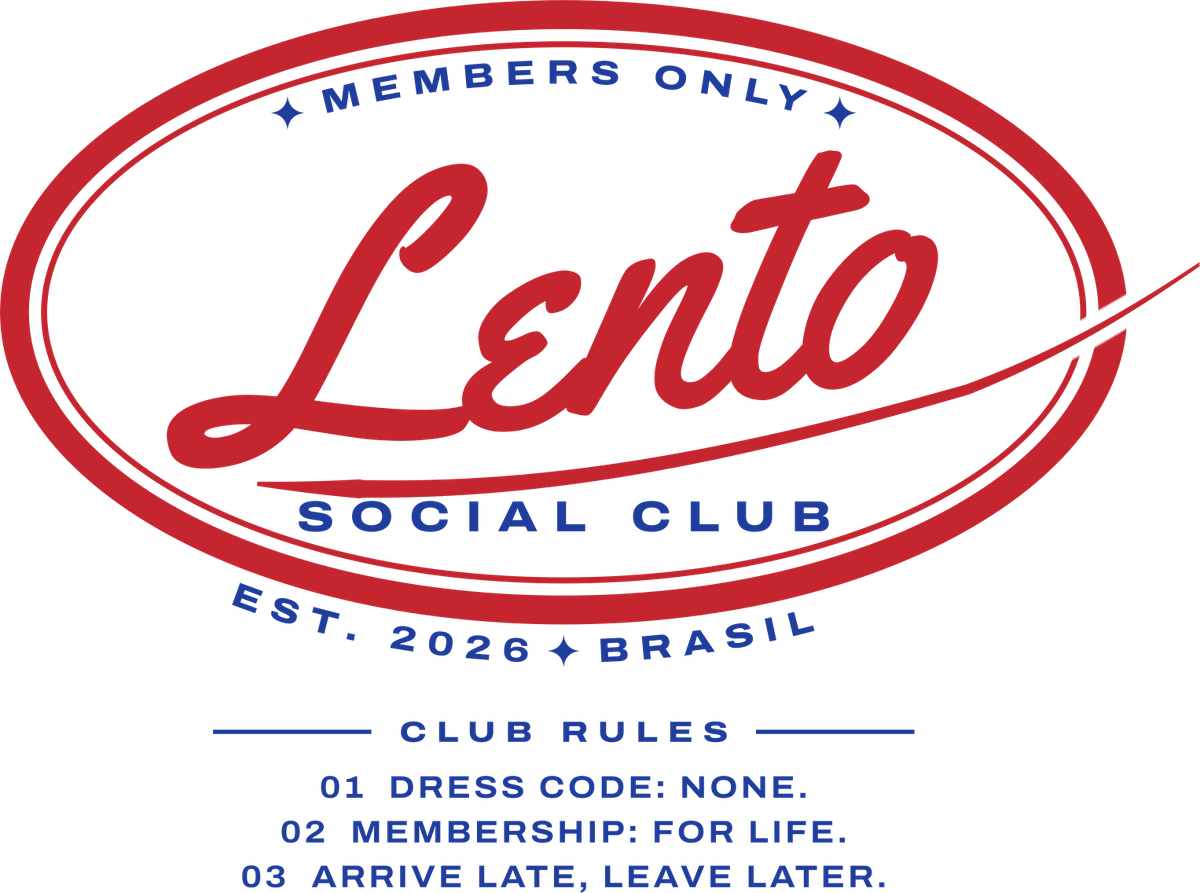 MEMBERS ONLY
Lento
SOCIAL CLUB
EST. 2026 BRASIL
CLUB RULES
01 DRESS CODE: NONE.
02 MEMBERSHIP: FOR LIFE.
03 ARRIVE LATE, LEAVE LATER.